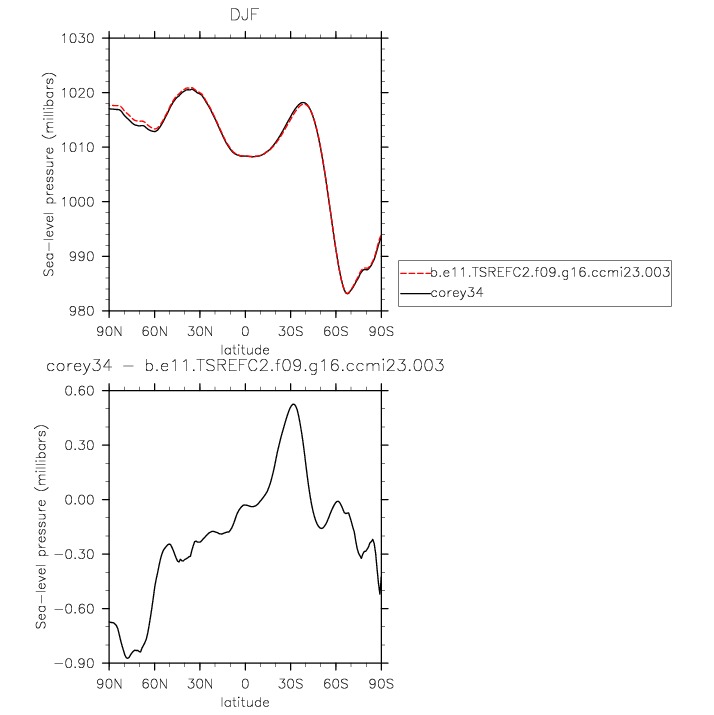 DJF
Sea-level pressure (millibars)
1030
1020
1010
1000
990
980
90N 60N 30N 0 30S 60S 90S
latitude
b.e11.TSREFC2.f09.g16.ccmi23.003
corey34
corey34 - b.e11.TSREFC2.f09.g16.ccmi23.003
Sea-level pressure (millibars)
0.60
0.30
0.00
-0.30
-0.60
-0.90
90N 60N 30N 0 30S 60S 90S
latitude